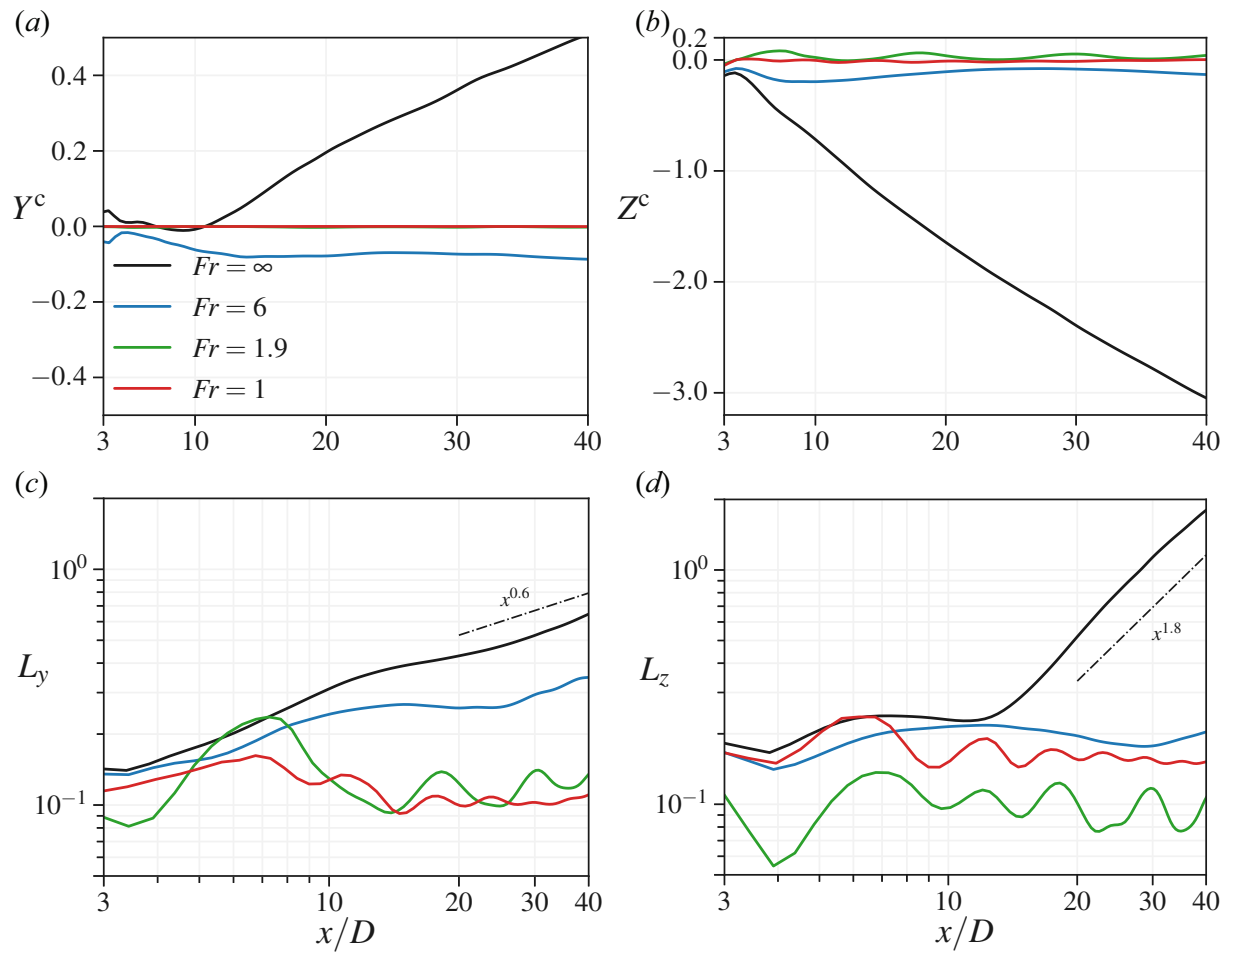 (a)
0.4
0.2
0.0
−0.2
−0.4
Y^c
Fr = ∞
Fr = 6
Fr = 1.9
Fr = 1
3 10 20 30 40
(b)
0.2
0.0
−1.0
−2.0
−3.0
Z^c
3 10 20 30 40
(c)
10^0
10^−1
L_y
x^0.6
3 10 20 30 40
x/D
(d)
10^0
10^−1
L_z
x^1.8
3 10 20 30 40
x/D